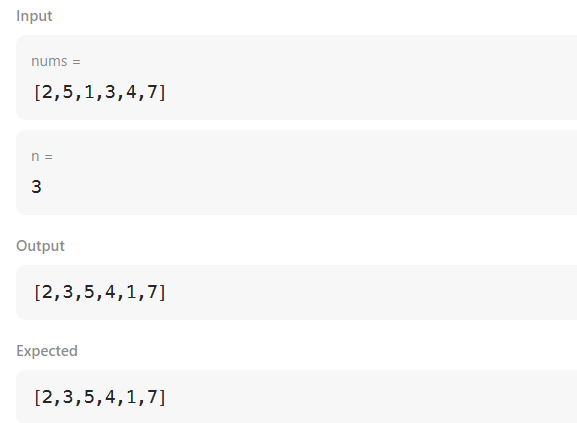 Input
nums =
[2,5,1,3,4,7]
n =
3
Output
[2,3,5,4,1,7]
Expected
[2,3,5,4,1,7]